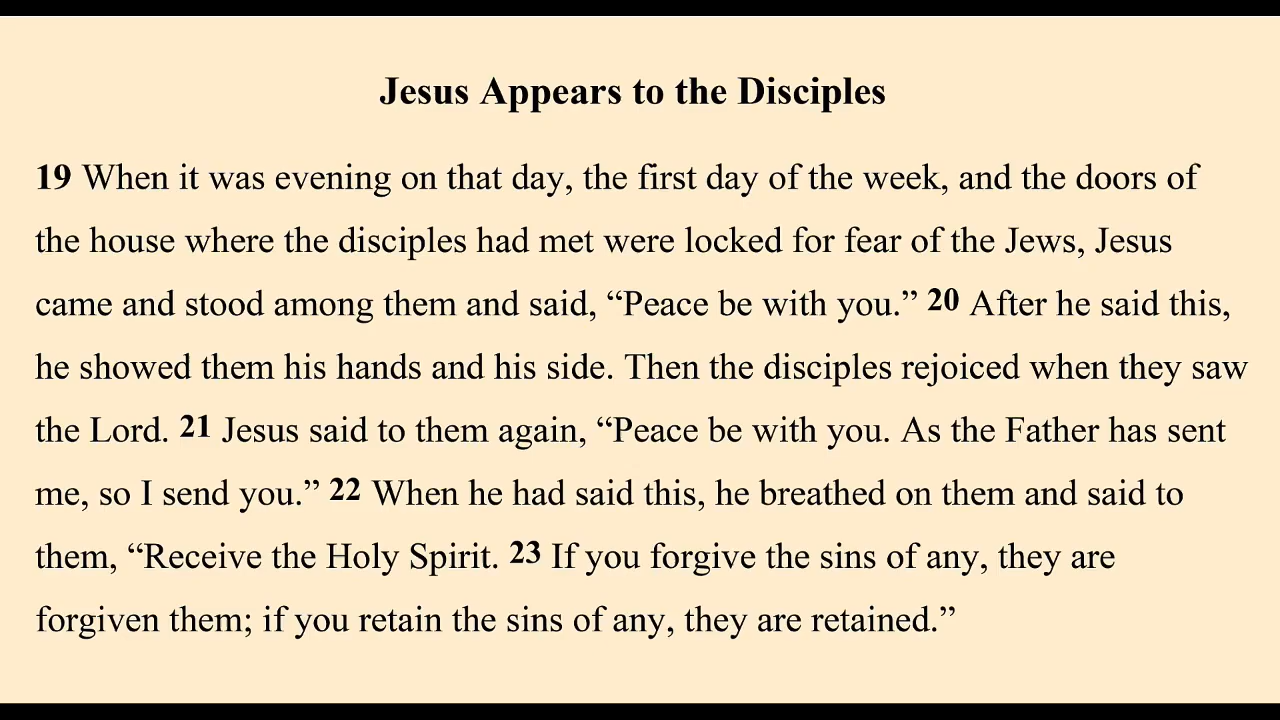 Jesus Appears to the Disciples
19 When it was evening on that day, the first day of the week, and the doors of
the house where the disciples had met were locked for fear of the Jews, Jesus
came and stood among them and said, “Peace be with you.” 20 After he said this,
he showed them his hands and his side. Then the disciples rejoiced when they saw
the Lord. 21 Jesus said to them again, “Peace be with you. As the Father has sent
me, so I send you.” 22 When he had said this, he breathed on them and said to
them, “Receive the Holy Spirit. 23 If you forgive the sins of any, they are
forgiven them; if you retain the sins of any, they are retained.”